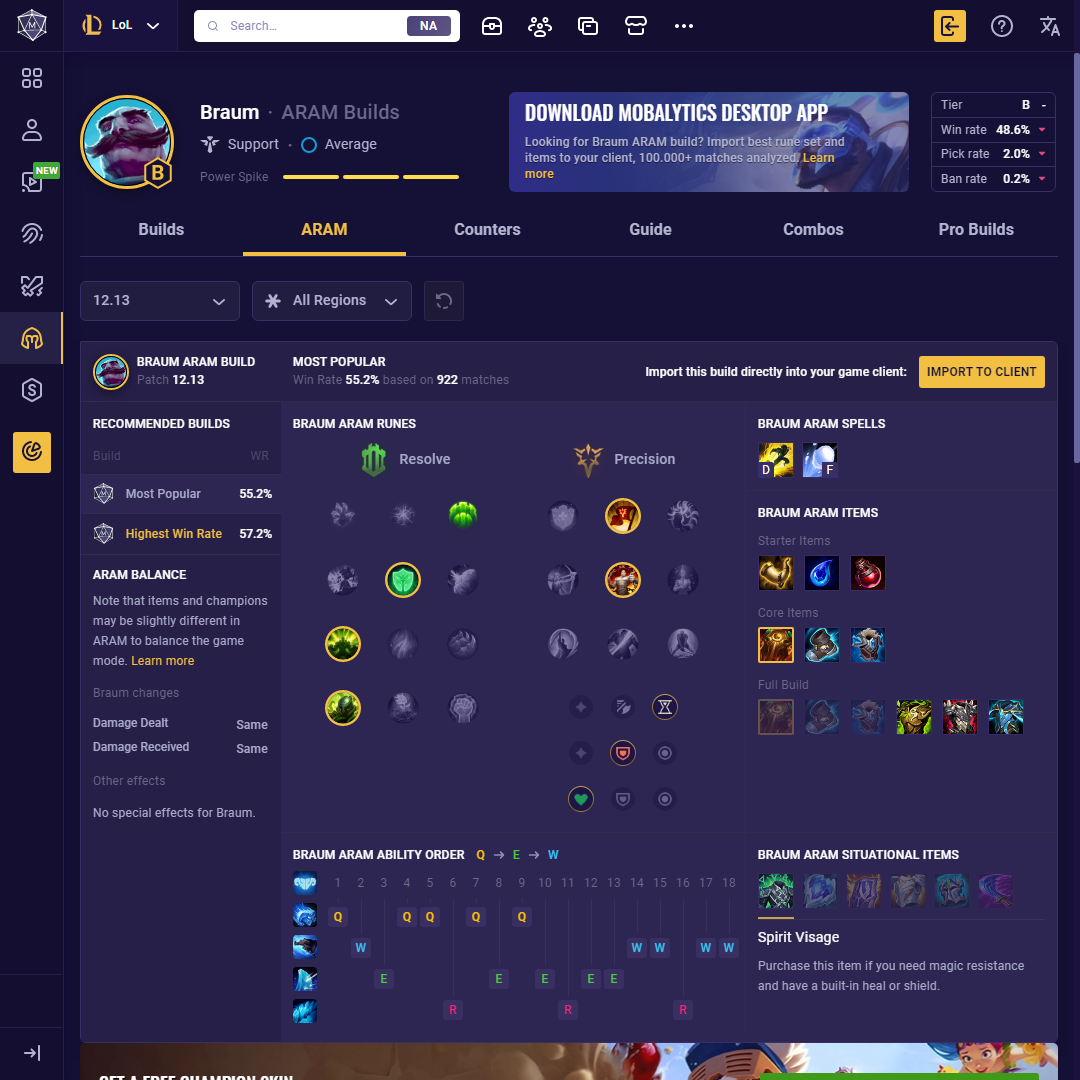 LoL
Search...
NA
NEW
Braum · ARAM Builds
Support · Average
Power Spike
B
DOWNLOAD MOBALYTICS DESKTOP APP
Looking for Braum ARAM build? Import best rune set and
items to your client, 100.000+ matches analyzed. Learn
more
Tier B -
Win rate 48.6%
Pick rate 2.0%
Ban rate 0.2%
Builds
ARAM
Counters
Guide
Combos
Pro Builds
12.13
All Regions
BRAUM ARAM BUILD
Patch 12.13
MOST POPULAR
Win Rate 55.2% based on 922 matches
Import this build directly into your game client:
IMPORT TO CLIENT
RECOMMENDED BUILDS
Build WR
Most Popular 55.2%
Highest Win Rate 57.2%
ARAM BALANCE
Note that items and champions
may be slightly different in
ARAM to balance the game
mode. Learn more
Braum changes
Damage Dealt Same
Damage Received Same
Other effects
No special effects for Braum.
BRAUM ARAM RUNES
Resolve
Precision
BRAUM ARAM SPELLS
D F
BRAUM ARAM ITEMS
Starter Items
Core Items
Full Build
BRAUM ARAM ABILITY ORDER Q → E → W
1 2 3 4 5 6 7 8 9 10 11 12 13 14 15 16 17 18
Q Q Q Q Q
W W W W W
E E E E E
R R R
BRAUM ARAM SITUATIONAL ITEMS
Spirit Visage
Purchase this item if you need magic resistance
and have a built-in heal or shield.
GET A FREE CHAMPION SKIN